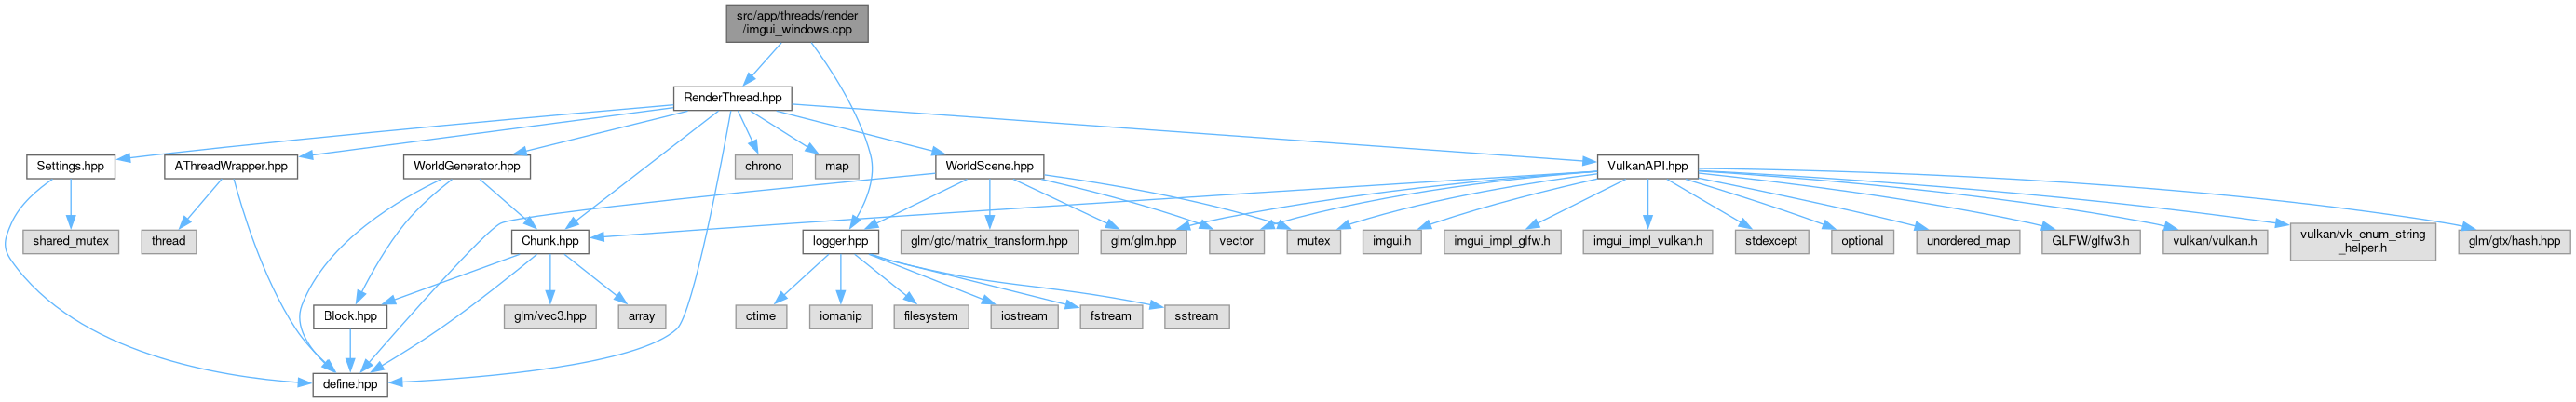 src/app/threads/render
/imgui_windows.cpp
RenderThread.hpp
Settings.hpp
AThreadWrapper.hpp
WorldGenerator.hpp
chrono
map
WorldScene.hpp
VulkanAPI.hpp
shared_mutex
thread
Chunk.hpp
logger.hpp
glm/gtc/matrix_transform.hpp
glm/glm.hpp
vector
mutex
imgui.h
imgui_impl_glfw.h
imgui_impl_vulkan.h
stdexcept
optional
unordered_map
GLFW/glfw3.h
vulkan/vulkan.h
vulkan/vk_enum_string
_helper.h
glm/gtx/hash.hpp
Block.hpp
glm/vec3.hpp
array
ctime
iomanip
filesystem
iostream
fstream
sstream
define.hpp